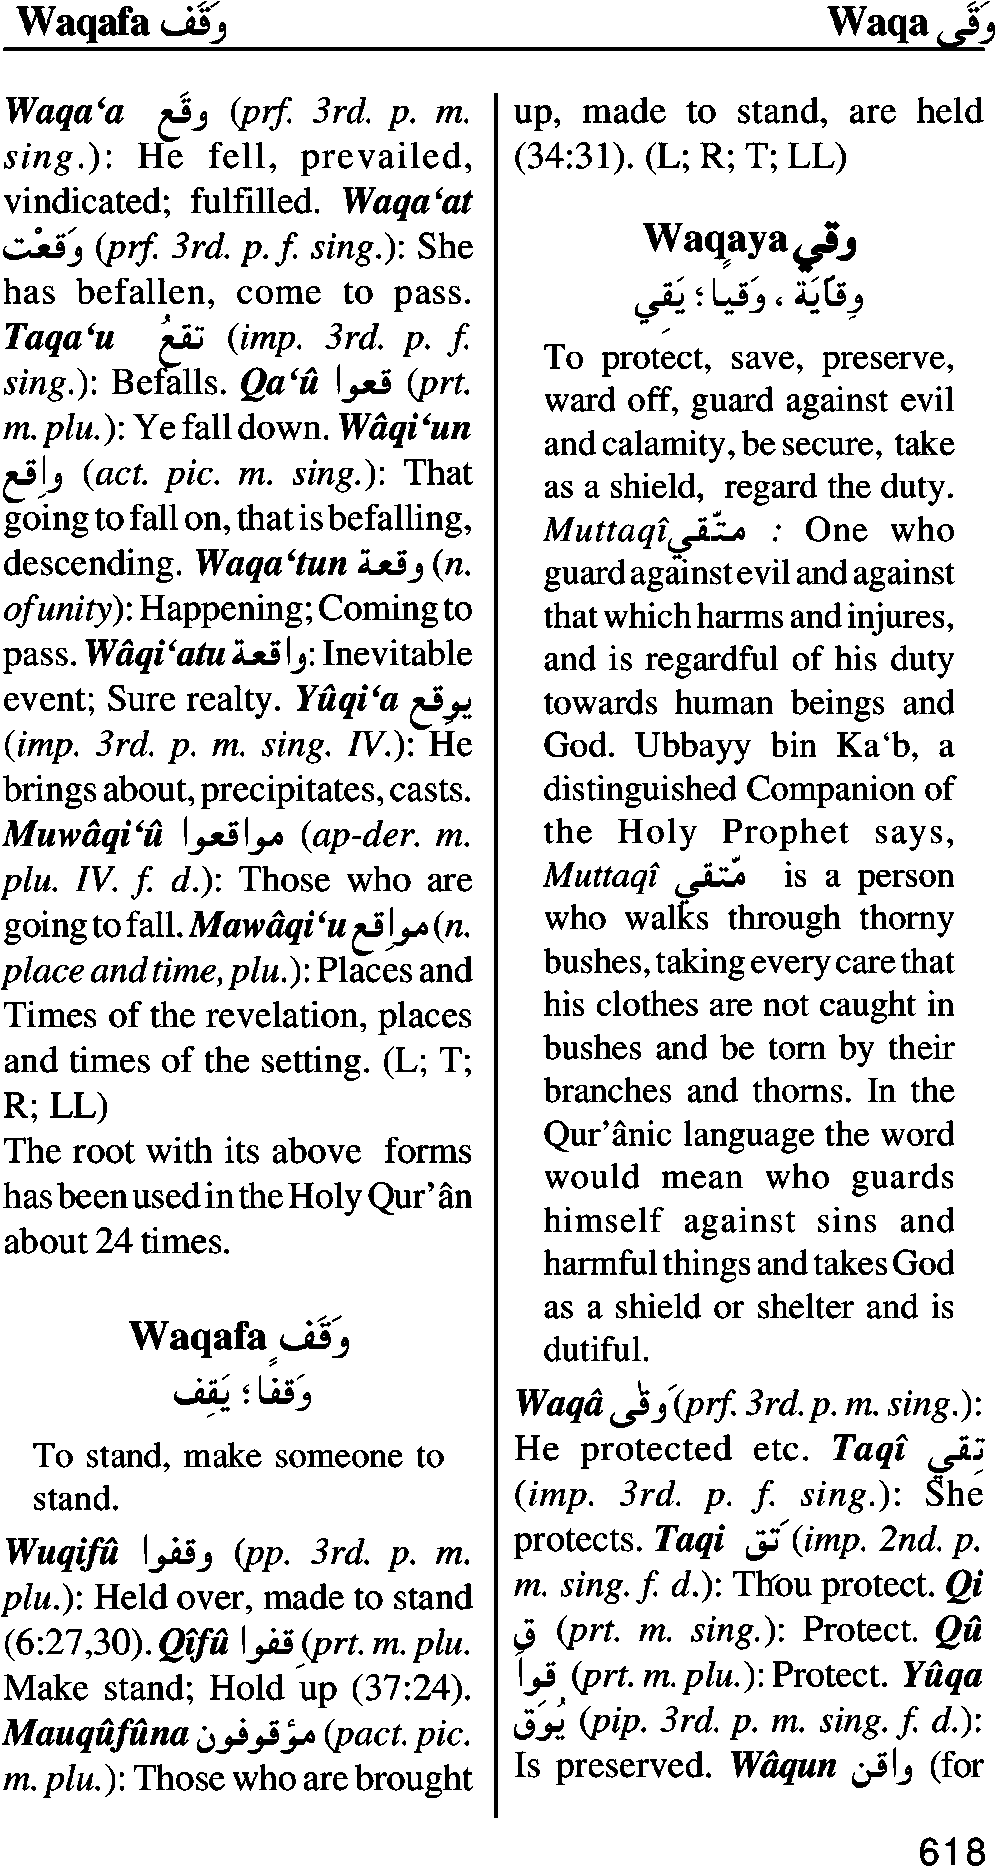 Waqafa وَقَف
Waqa وَقَى
Waqa‘a وقَع (prf. 3rd. p. m.
sing.): He fell, prevailed,
vindicated; fulfilled. Waqa‘at
وَقعْت (prf. 3rd. p. f. sing.): She
has befallen, come to pass.
Taqa‘u تقعُ (imp. 3rd. p. f.
sing.): Befalls. Qa‘û قعوا (prt.
m. plu.): Ye fall down. Wâqi‘un
واقِع (act. pic. m. sing.): That
going to fall on, that is befalling,
descending. Waqa‘tun وقعة (n.
of unity): Happening; Coming to
pass. Wâqi‘atu واقعة: Inevitable
event; Sure realty. Yûqi‘a يوقِع
(imp. 3rd. p. m. sing. IV.): He
brings about, precipitates, casts.
Muwâqi‘û مواقعوا (ap-der. m.
plu. IV. f. d.): Those who are
going to fall. Mawâqi‘u مواقِع (n.
place and time, plu.): Places and
Times of the revelation, places
and times of the setting. (L; T;
R; LL)
The root with its above forms
has been used in the Holy Qur’ân
about 24 times.
Waqafa وَقَف
وَقفاً؛ يَقِف
To stand, make someone to
stand.
Wuqifû وقفوا (pp. 3rd. p. m.
plu.): Held over, made to stand
(6:27,30). Qîfû قفوا (prt. m. plu.
Make stand; Hold up (37:24).
Mauqûfûna مؤقوفون (pact. pic.
m. plu.): Those who are brought
up, made to stand, are held
(34:31). (L; R; T; LL)
Waqaya وقي
وِقَايَة ، وَقيا؛ يَقِي
To protect, save, preserve,
ward off, guard against evil
and calamity, be secure, take
as a shield, regard the duty.
Muttaqî متّقي : One who
guard against evil and against
that which harms and injures,
and is regardful of his duty
towards human beings and
God. Ubbayy bin Ka‘b, a
distinguished Companion of
the Holy Prophet says,
Muttaqî متّقي is a person
who walks through thorny
bushes, taking every care that
his clothes are not caught in
bushes and be torn by their
branches and thorns. In the
Qur’ânic language the word
would mean who guards
himself against sins and
harmful things and takes God
as a shield or shelter and is
dutiful.
Waqâ وَقى (prf. 3rd. p. m. sing.):
He protected etc. Taqî تقِي
(imp. 3rd. p. f. sing.): She
protects. Taqi تَق (imp. 2nd. p.
m. sing. f. d.): Thou protect. Qi
قِ (prt. m. sing.): Protect. Qû
قوا (prt. m. plu.): Protect. Yûqa
يُوَق (pip. 3rd. p. m. sing. f. d.):
Is preserved. Wâqun واقن (for
618